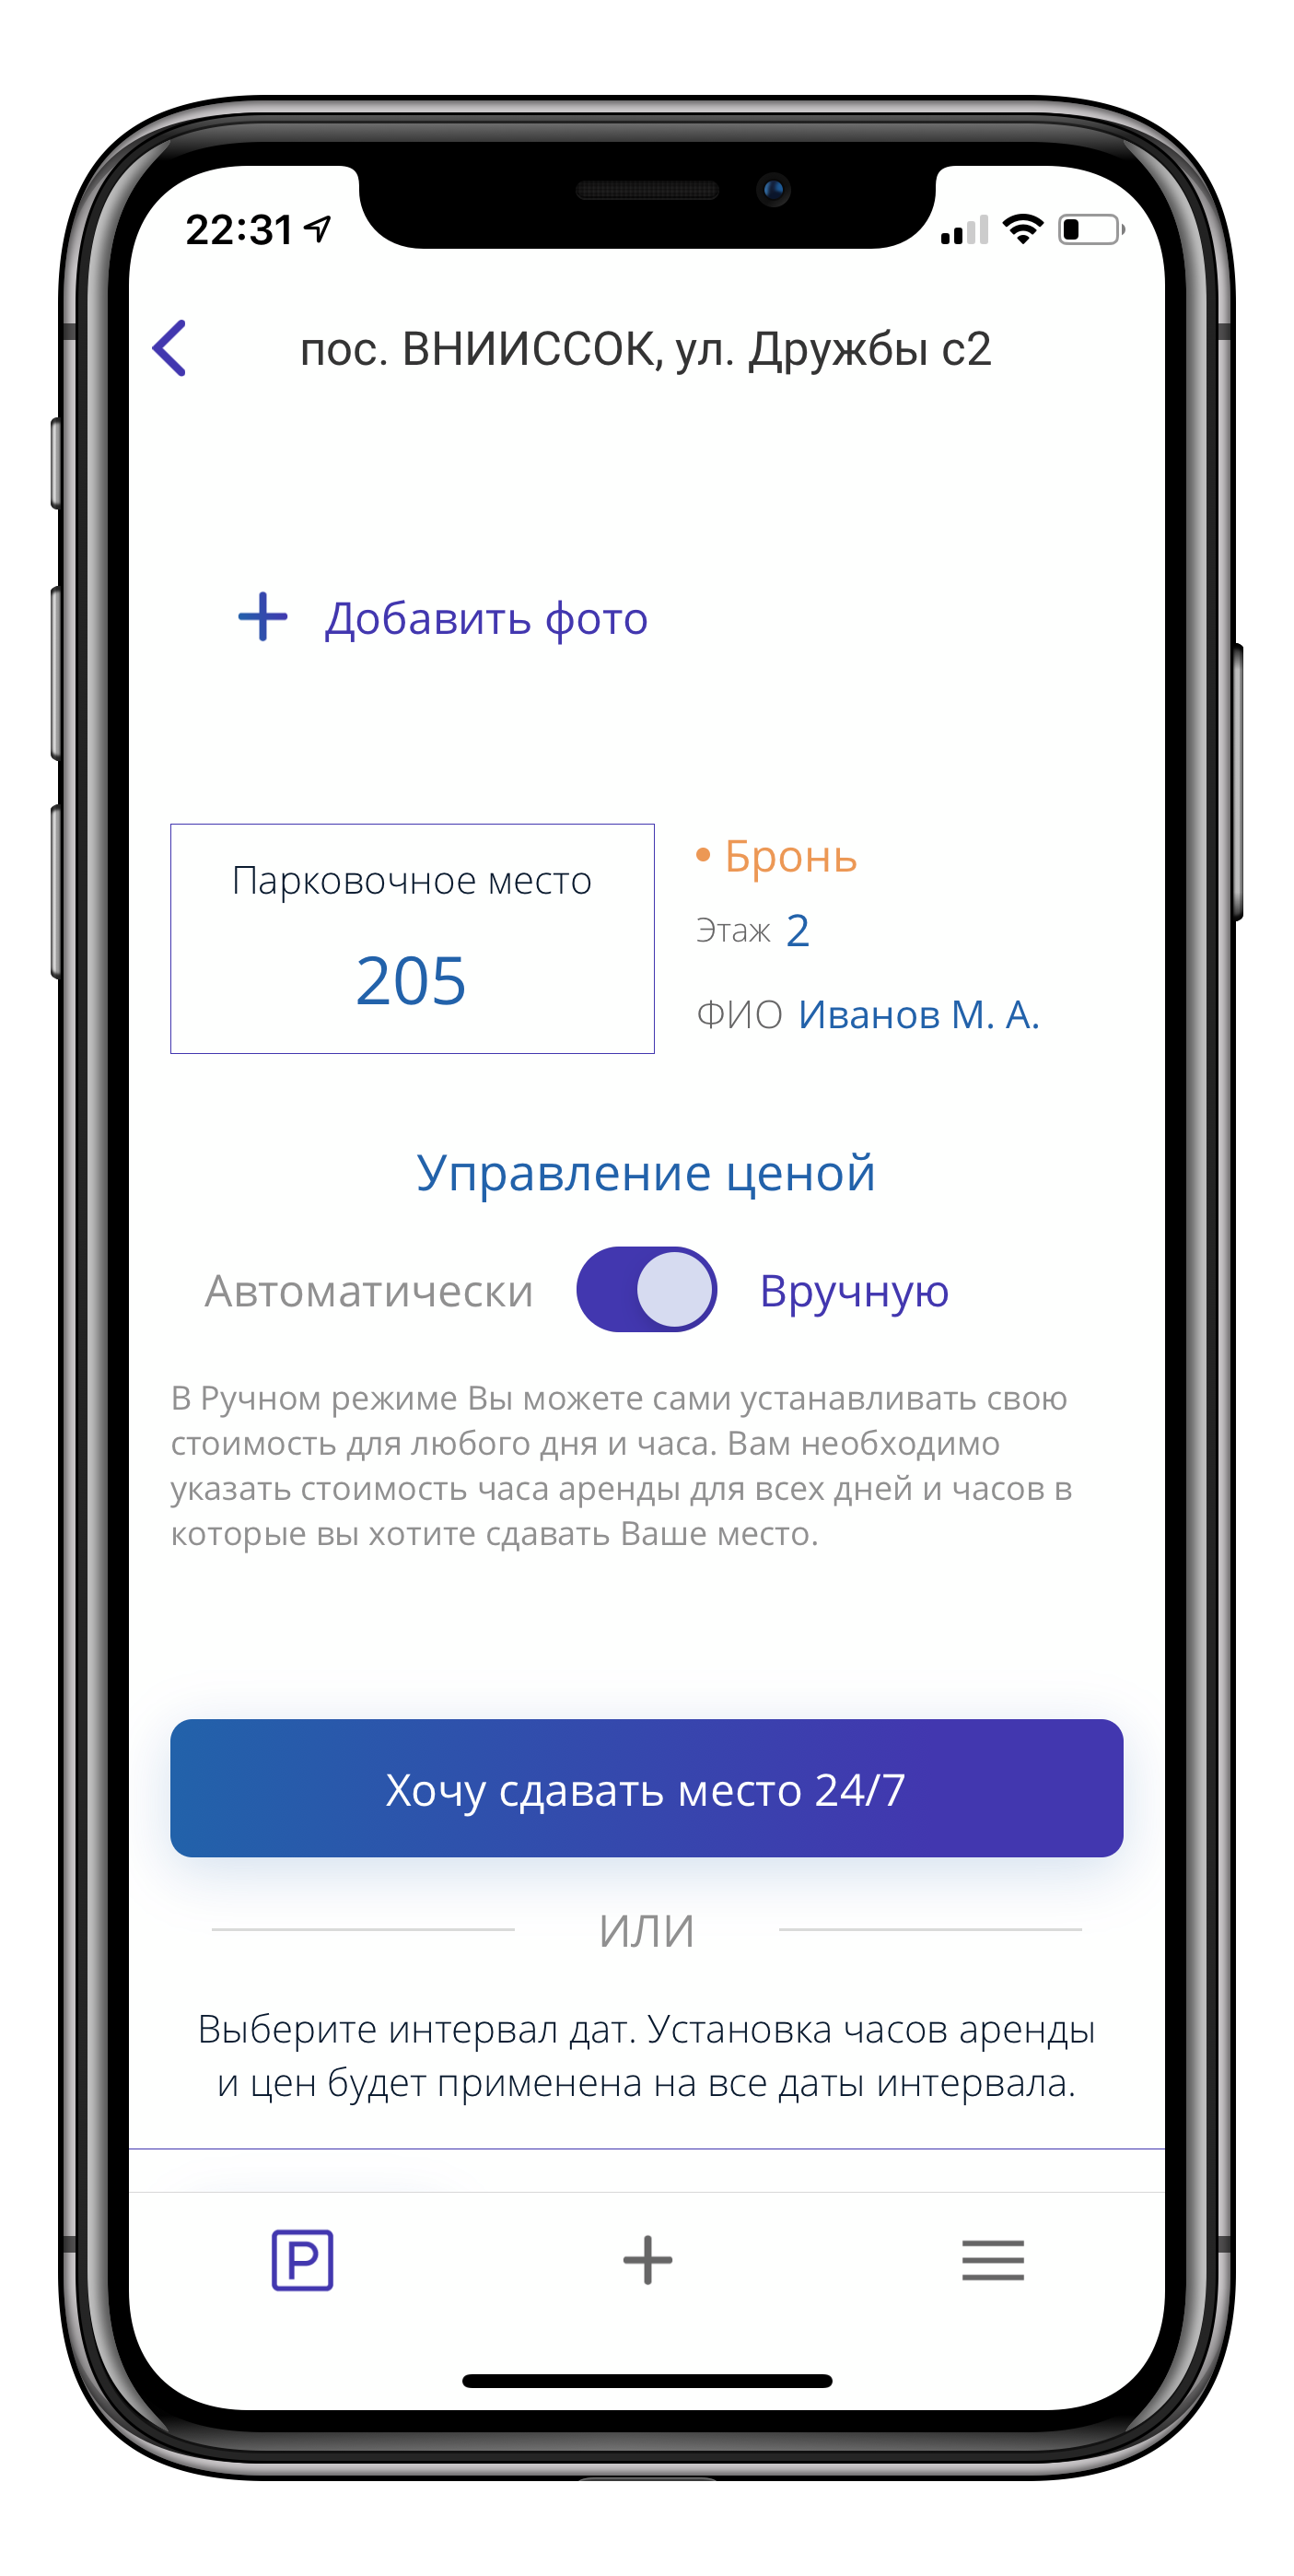 22:31
пос. ВНИИССОК, ул. Дружбы с2
Добавить фото
Парковочное место
205
Бронь
Этаж 2
ФИО Иванов М. А.
Управление ценой
Автоматически Вручную
В Ручном режиме Вы можете сами устанавливать свою
стоимость для любого дня и часа. Вам необходимо
указать стоимость часа аренды для всех дней и часов в
которые вы хотите сдавать Ваше место.
Хочу сдавать место 24/7
ИЛИ
Выберите интервал дат. Установка часов аренды
и цен будет применена на все даты интервала.
P